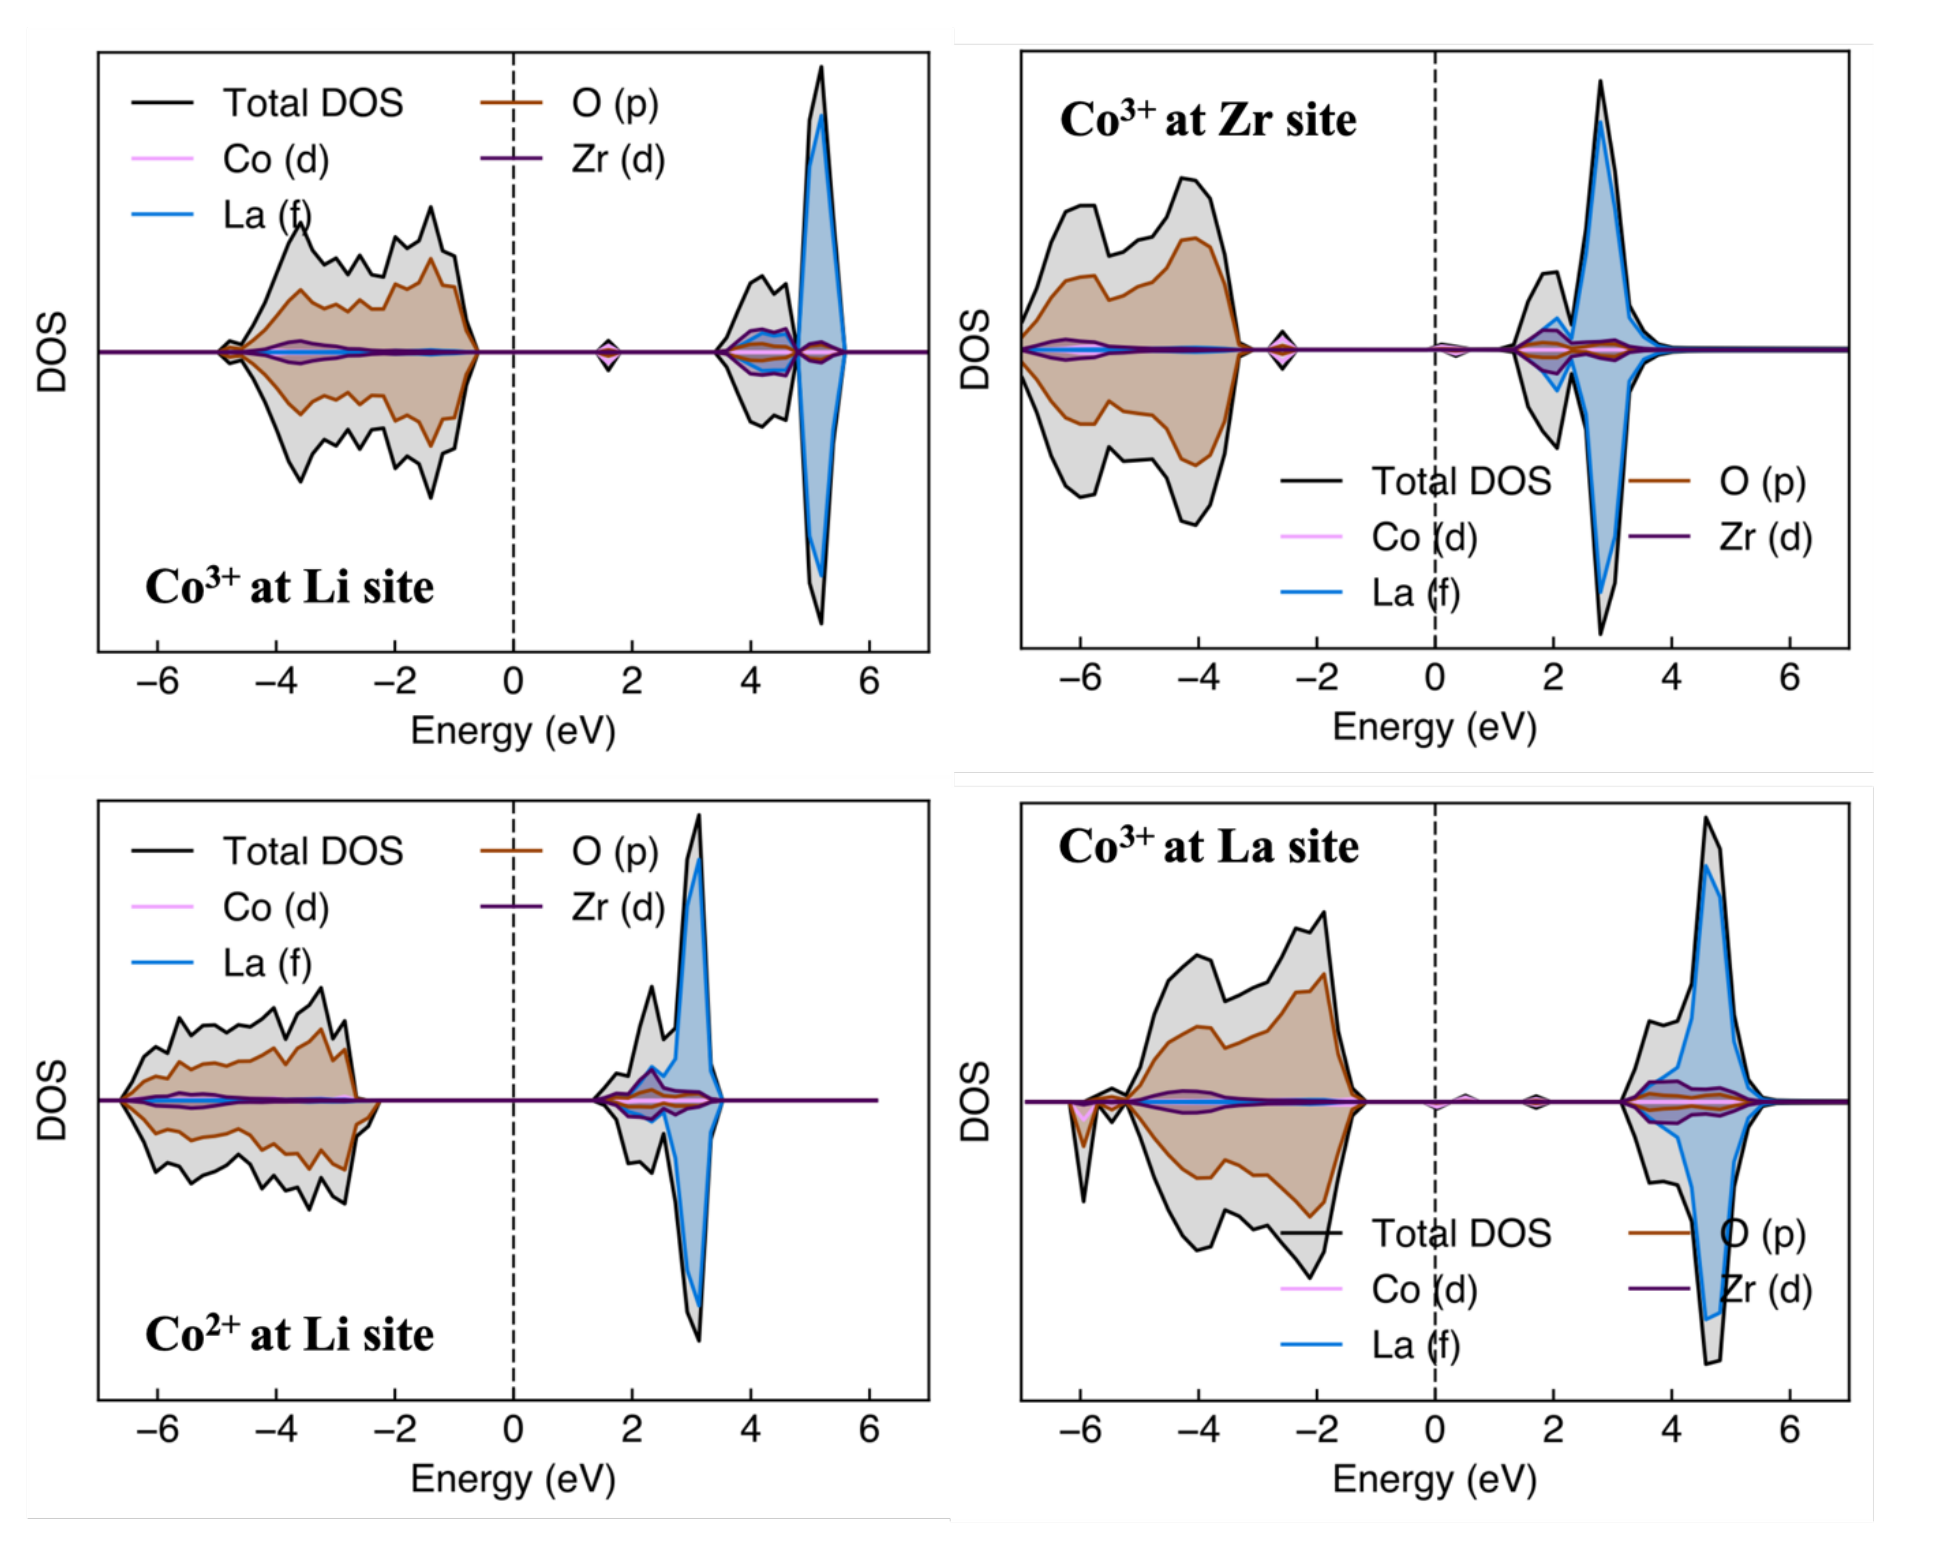 Total DOS O (p)
Co (d) Zr (d)
La (f)
DOS
Co³⁺ at Li site
−6 −4 −2 0 2 4 6
Energy (eV)
Co³⁺ at Zr site
DOS
Total DOS O (p)
Co (d) Zr (d)
La (f)
−6 −4 −2 0 2 4 6
Energy (eV)
Total DOS O (p)
Co (d) Zr (d)
La (f)
DOS
Co²⁺ at Li site
−6 −4 −2 0 2 4 6
Energy (eV)
Co³⁺ at La site
DOS
Total DOS O (p)
Co (d) Zr (d)
La (f)
−6 −4 −2 0 2 4 6
Energy (eV)